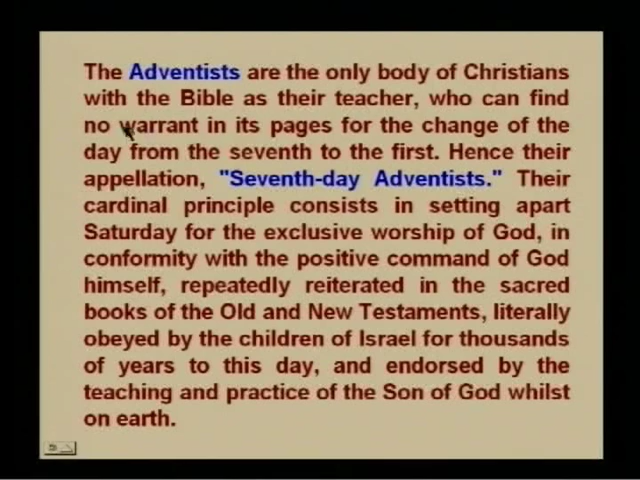 The Adventists are the only body of Christians
with the Bible as their teacher, who can find
no warrant in its pages for the change of the
day from the seventh to the first. Hence their
appellation, "Seventh-day Adventists." Their
cardinal principle consists in setting apart
Saturday for the exclusive worship of God, in
conformity with the positive command of God
himself, repeatedly reiterated in the sacred
books of the Old and New Testaments, literally
obeyed by the children of Israel for thousands
of years to this day, and endorsed by the
teaching and practice of the Son of God whilst
on earth.